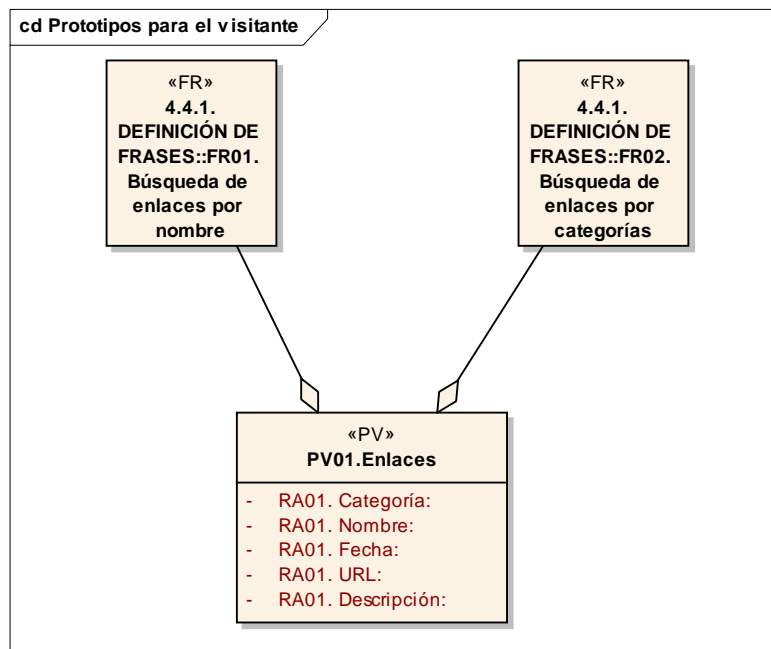 cd Prototipos para el visitante
«FR»
4.4.1.
DEFINICIÓN DE
FRASES::FR01.
Búsqueda de
enlaces por
nombre
«FR»
4.4.1.
DEFINICIÓN DE
FRASES::FR02.
Búsqueda de
enlaces por
categorías
«PV»
PV01.Enlaces
- RA01. Categoría:
- RA01. Nombre:
- RA01. Fecha:
- RA01. URL:
- RA01. Descripción: